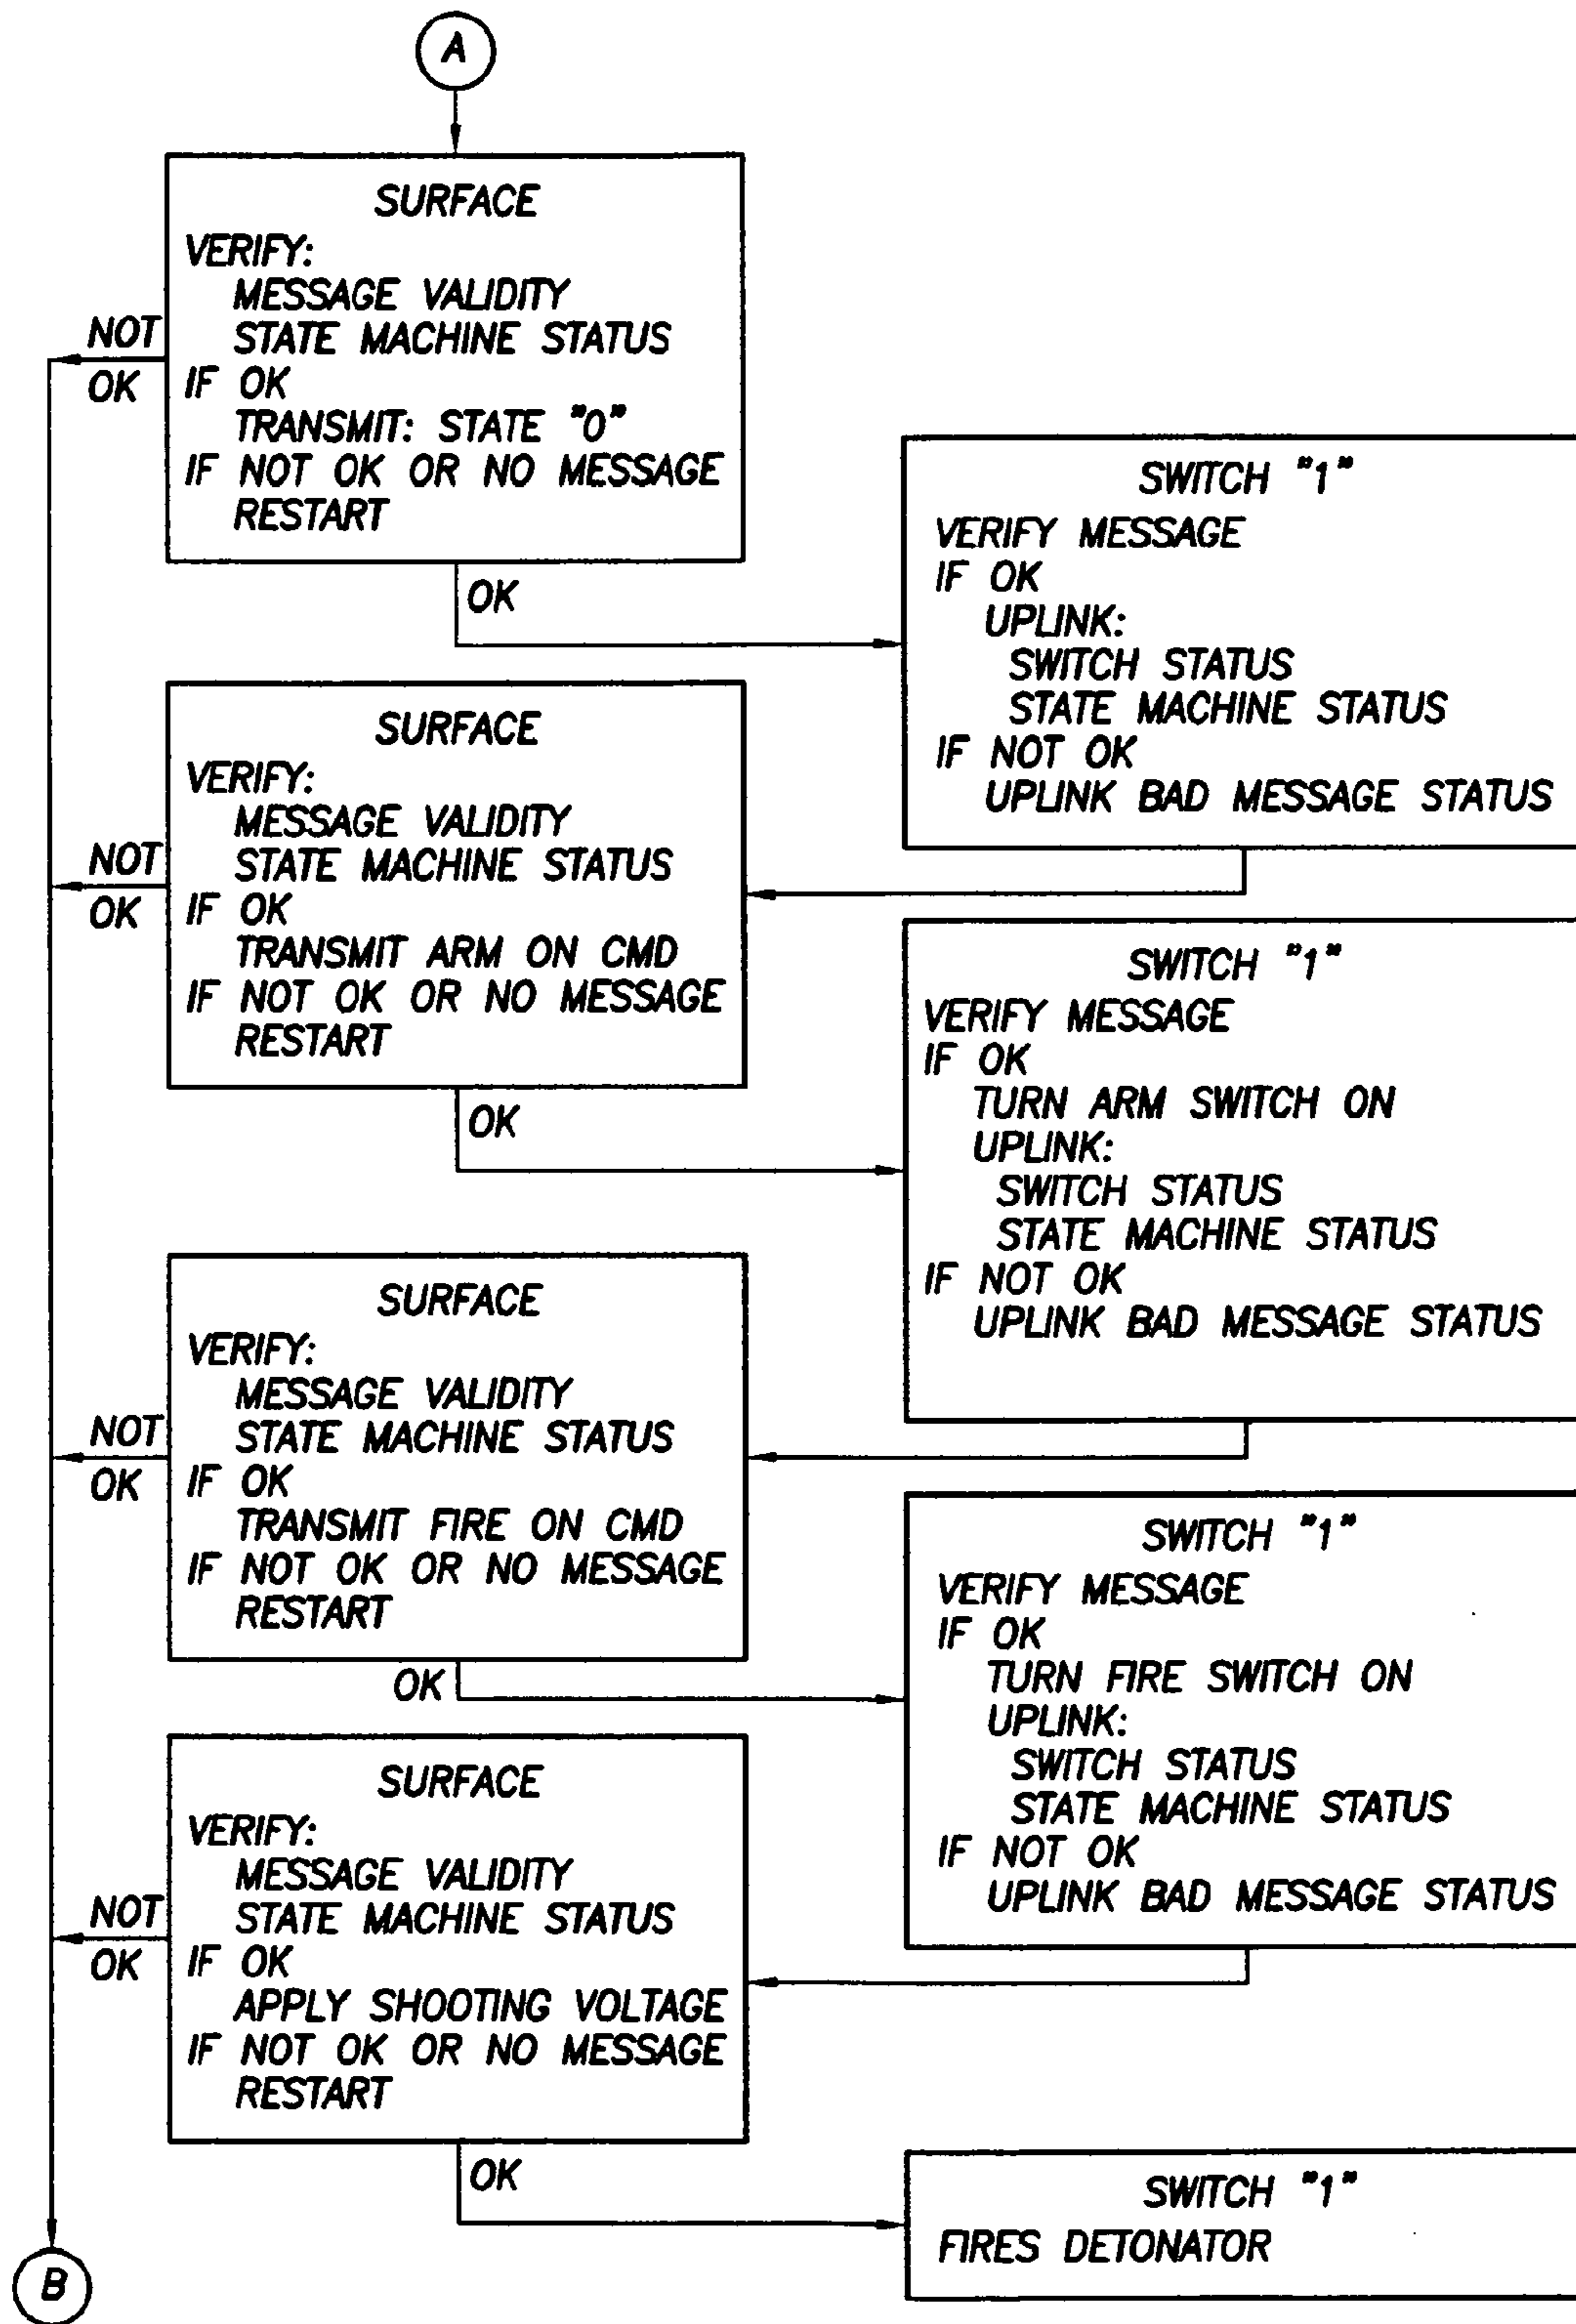 A
SURFACE
VERIFY:
MESSAGE VALIDITY
STATE MACHINE STATUS
IF OK
TRANSMIT: STATE "0"
IF NOT OK OR NO MESSAGE
RESTART
NOT
OK
OK
SWITCH "1"
VERIFY MESSAGE
IF OK
UPLINK:
SWITCH STATUS
STATE MACHINE STATUS
IF NOT OK
UPLINK BAD MESSAGE STATUS
SURFACE
VERIFY:
MESSAGE VALIDITY
STATE MACHINE STATUS
IF OK
TRANSMIT ARM ON CMD
IF NOT OK OR NO MESSAGE
RESTART
NOT
OK
OK
SWITCH "1"
VERIFY MESSAGE
IF OK
TURN ARM SWITCH ON
UPLINK:
SWITCH STATUS
STATE MACHINE STATUS
IF NOT OK
UPLINK BAD MESSAGE STATUS
SURFACE
VERIFY:
MESSAGE VALIDITY
STATE MACHINE STATUS
IF OK
TRANSMIT FIRE ON CMD
IF NOT OK OR NO MESSAGE
RESTART
NOT
OK
OK
SWITCH "1"
VERIFY MESSAGE
IF OK
TURN FIRE SWITCH ON
UPLINK:
SWITCH STATUS
STATE MACHINE STATUS
IF NOT OK
UPLINK BAD MESSAGE STATUS
SURFACE
VERIFY:
MESSAGE VALIDITY
STATE MACHINE STATUS
IF OK
APPLY SHOOTING VOLTAGE
IF NOT OK OR NO MESSAGE
RESTART
NOT
OK
OK
SWITCH "1"
FIRES DETONATOR
B